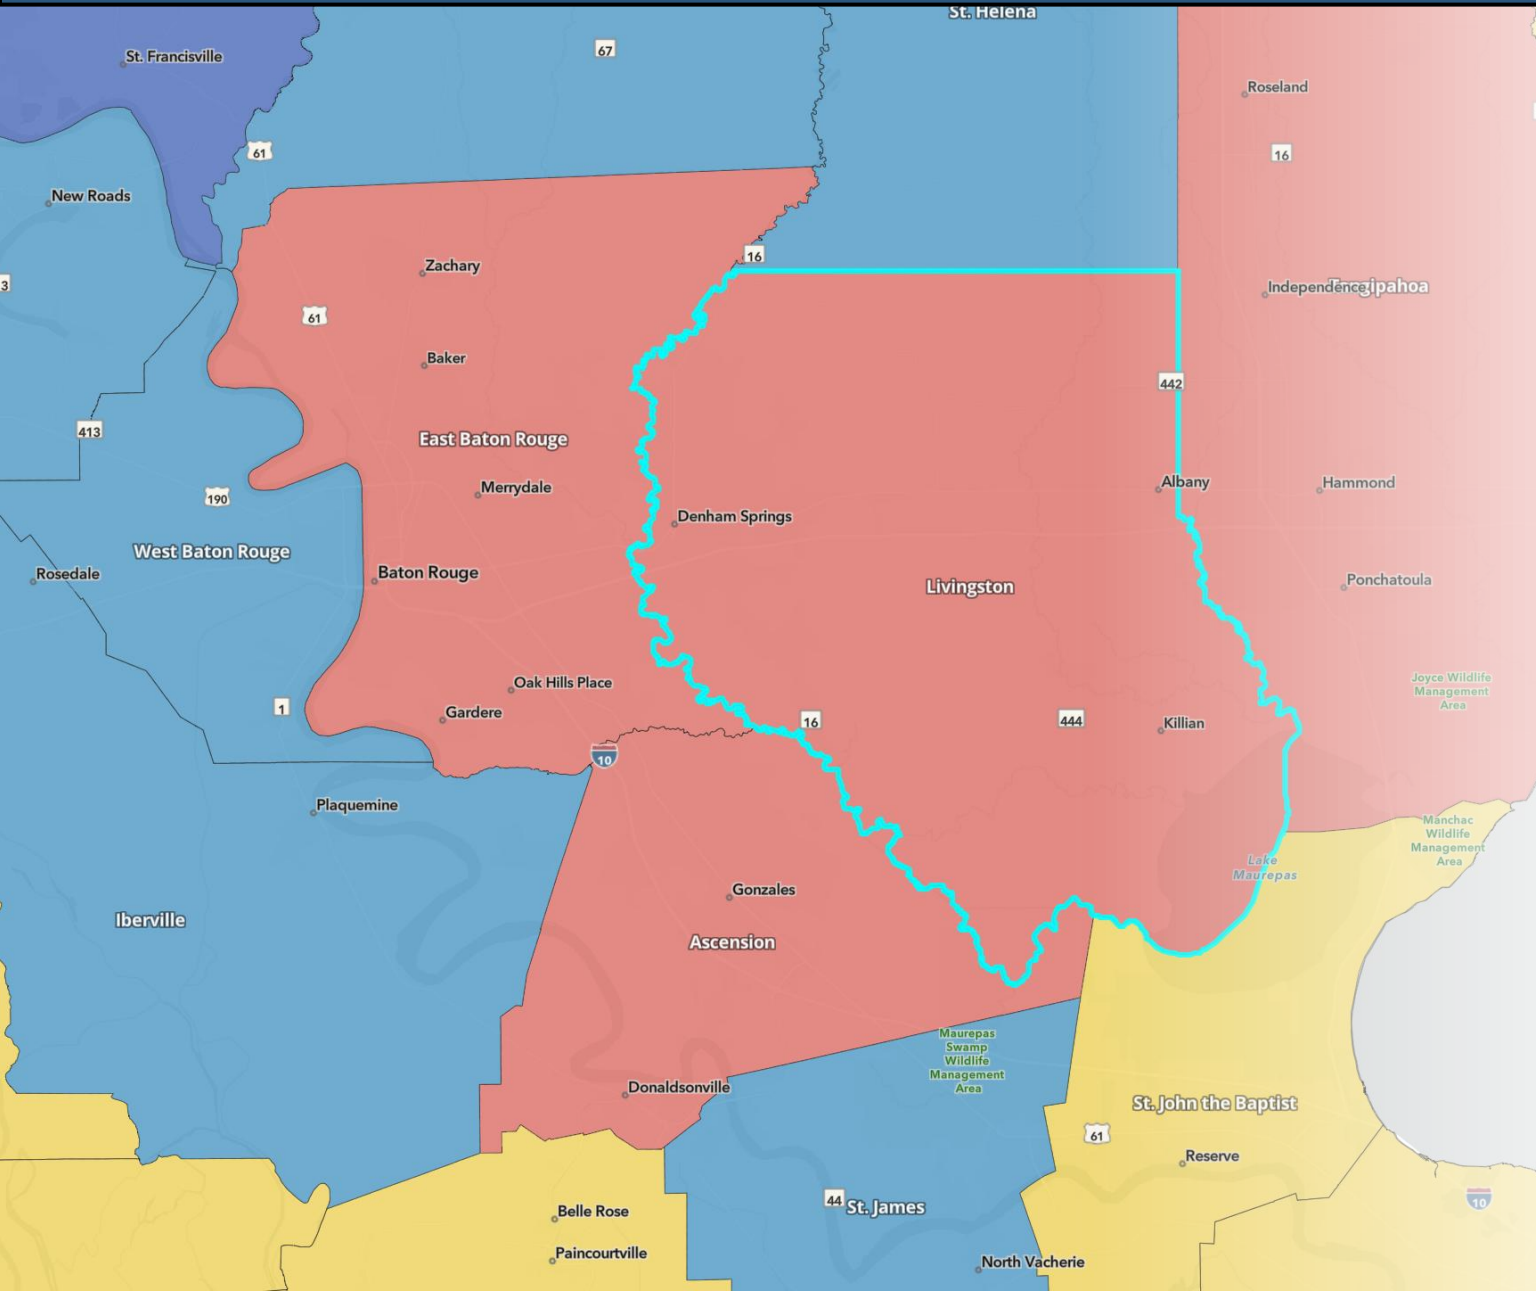 St. Helena
St. Francisville
67
Roseland
61
16
New Roads
16
Zachary
3
Independence
Tangipahoa
61
Baker
442
413
East Baton Rouge
Albany
Hammond
Merrydale
190
Denham Springs
West Baton Rouge
Rosedale
Baton Rouge
Livingston
Ponchatoula
Oak Hills Place
Joyce Wildlife
Management
Area
1
Gardere
16
444
Killian
10
Plaquemine
Manchac
Wildlife
Management
Area
Lake
Maurepas
Gonzales
Iberville
Ascension
Maurepas
Swamp
Wildlife
Management
Area
Donaldsonville
St. John the Baptist
61
Reserve
44
St. James
10
Belle Rose
Paincourtville
North Vacherie